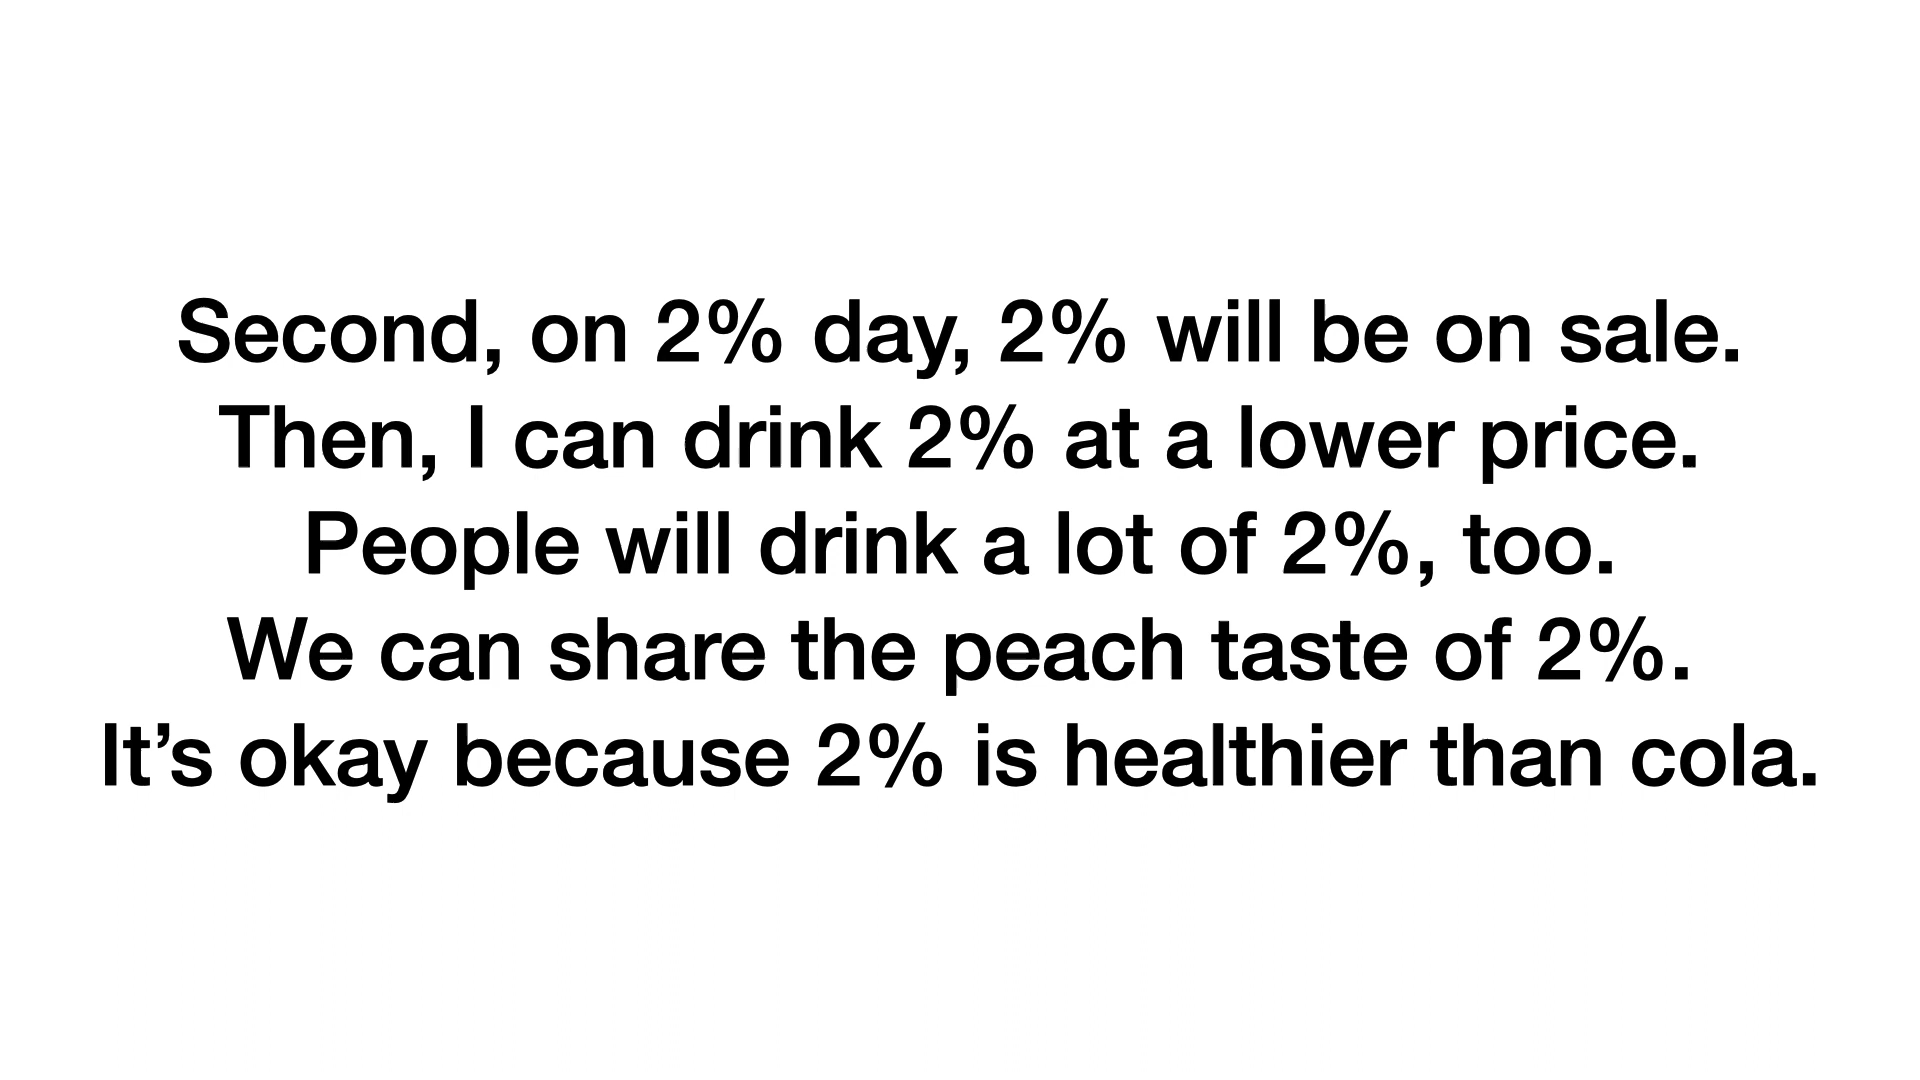 Second, on 2% day, 2% will be on sale.
Then, I can drink 2% at a lower price.
People will drink a lot of 2%, too.
We can share the peach taste of 2%.
It’s okay because 2% is healthier than cola.